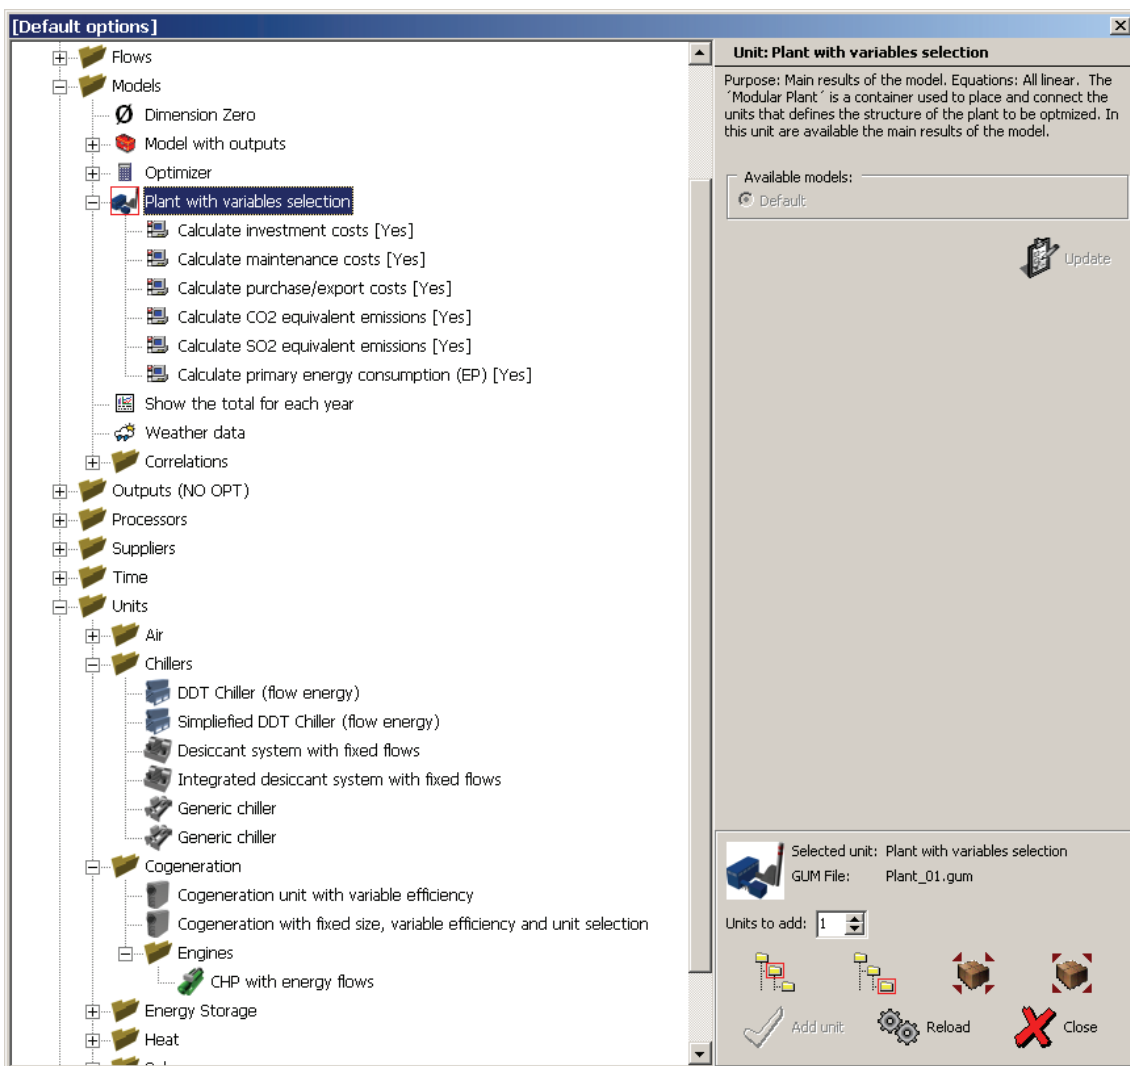 [Default options]
Flows
Models
Dimension Zero
Model with outputs
Optimizer
Plant with variables selection
Calculate investment costs [Yes]
Calculate maintenance costs [Yes]
Calculate purchase/export costs [Yes]
Calculate CO2 equivalent emissions [Yes]
Calculate SO2 equivalent emissions [Yes]
Calculate primary energy consumption (EP) [Yes]
Show the total for each year
Weather data
Correlations
Outputs (NO OPT)
Processors
Suppliers
Time
Units
Air
Chillers
DDT Chiller (flow energy)
Simpliefied DDT Chiller (flow energy)
Desiccant system with fixed flows
Integrated desiccant system with fixed flows
Generic chiller
Generic chiller
Cogeneration
Cogeneration unit with variable efficiency
Cogeneration with fixed size, variable efficiency and unit selection
Engines
CHP with energy flows
Energy Storage
Heat
Unit: Plant with variables selection
Purpose: Main results of the model. Equations: All linear. The
´Modular Plant´ is a container used to place and connect the
units that defines the structure of the plant to be optmized. In
this unit are available the main results of the model.
Available models:
Default
Update
Selected unit: Plant with variables selection
GUM File: Plant_01.gum
Units to add: 1
Add unit Reload Close